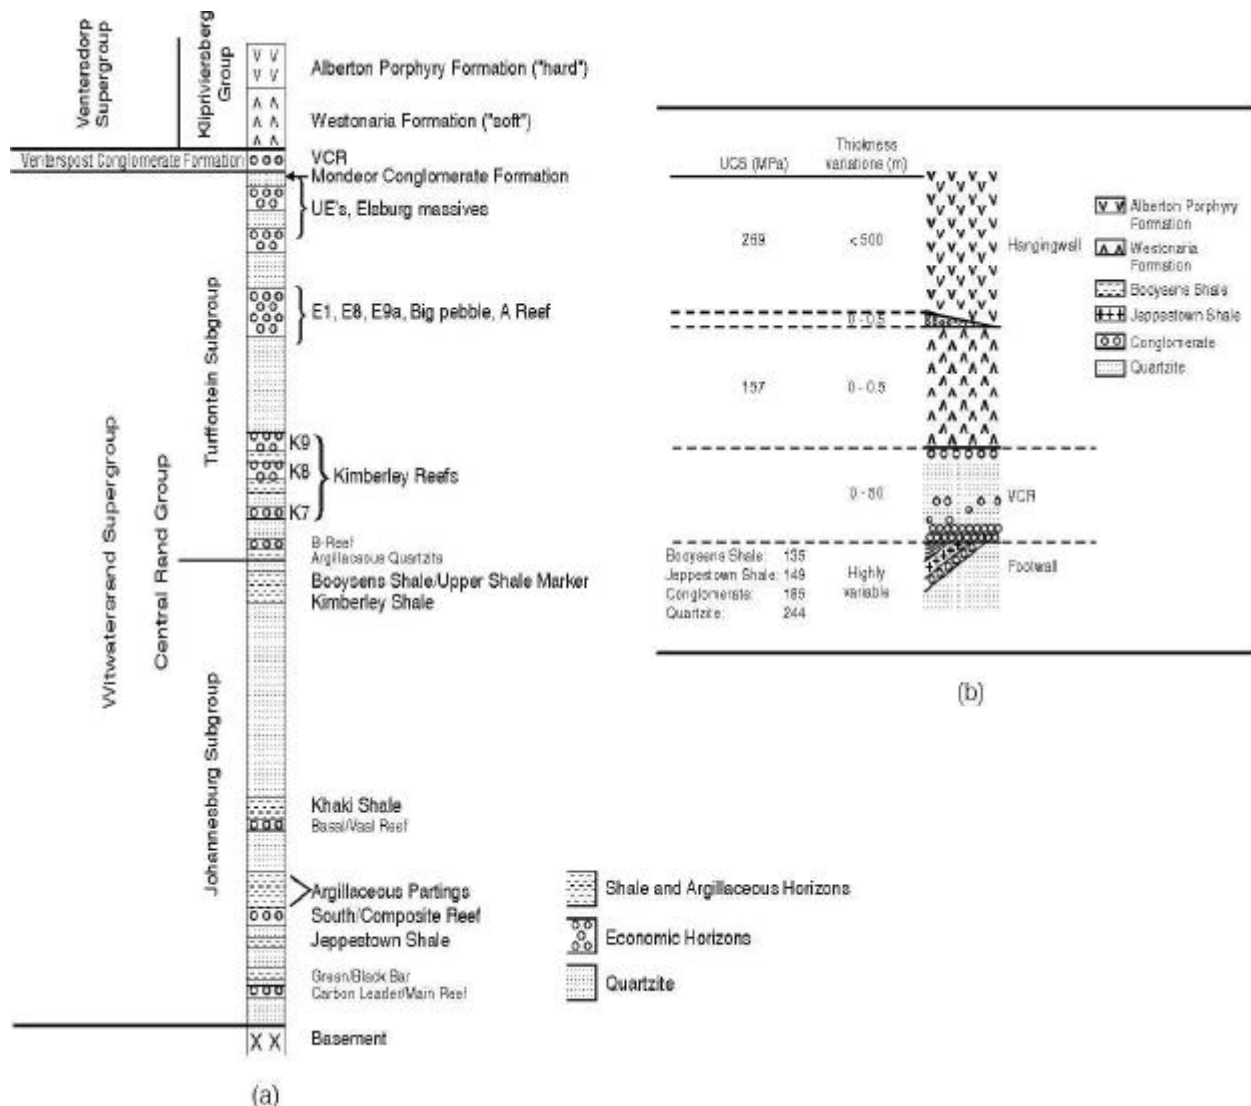 Ventersdorp
Supergroup
Klipriviersberg
Group
Alberton Porphyry Formation ("hard")
Westonaria Formation ("soft")
Venterspost Conglomerate Formation
VCR
Mondeor Conglomerate Formation
UE's, Elsburg massives
E1, E8, E9a, Big pebble, A Reef
Turffontein Subgroup
K9
K8
K7
Kimberley Reefs
Witwatersrand Supergroup
Central Rand Group
B-Reef
Argillaceous Quartzite
Booysens Shale/Upper Shale Marker
Kimberley Shale
Johannesburg Subgroup
Khaki Shale
Basal/Vaal Reef
Argillaceous Partings
South/Composite Reef
Jeppestown Shale
Green/Black Bar
Carbon Leader/Main Reef
Basement
(a)
Shale and Argillaceous Horizons
Economic Horizons
Quartzite
UCS (MPa)
Thickness
variations (m)
269
< 500
Hangingwall
0 - 0.5
157
0 - 0.5
VCR
Booysens Shale: 135
Jeppestown Shale: 149
Conglomerate: 185
Quartzite: 244
Highly
variable
Footwall
Alberton Porphyry
Formation
Westonaria
Formation
Booysens Shale
Jeppestown Shale
Conglomerate
Quartzite
(b)